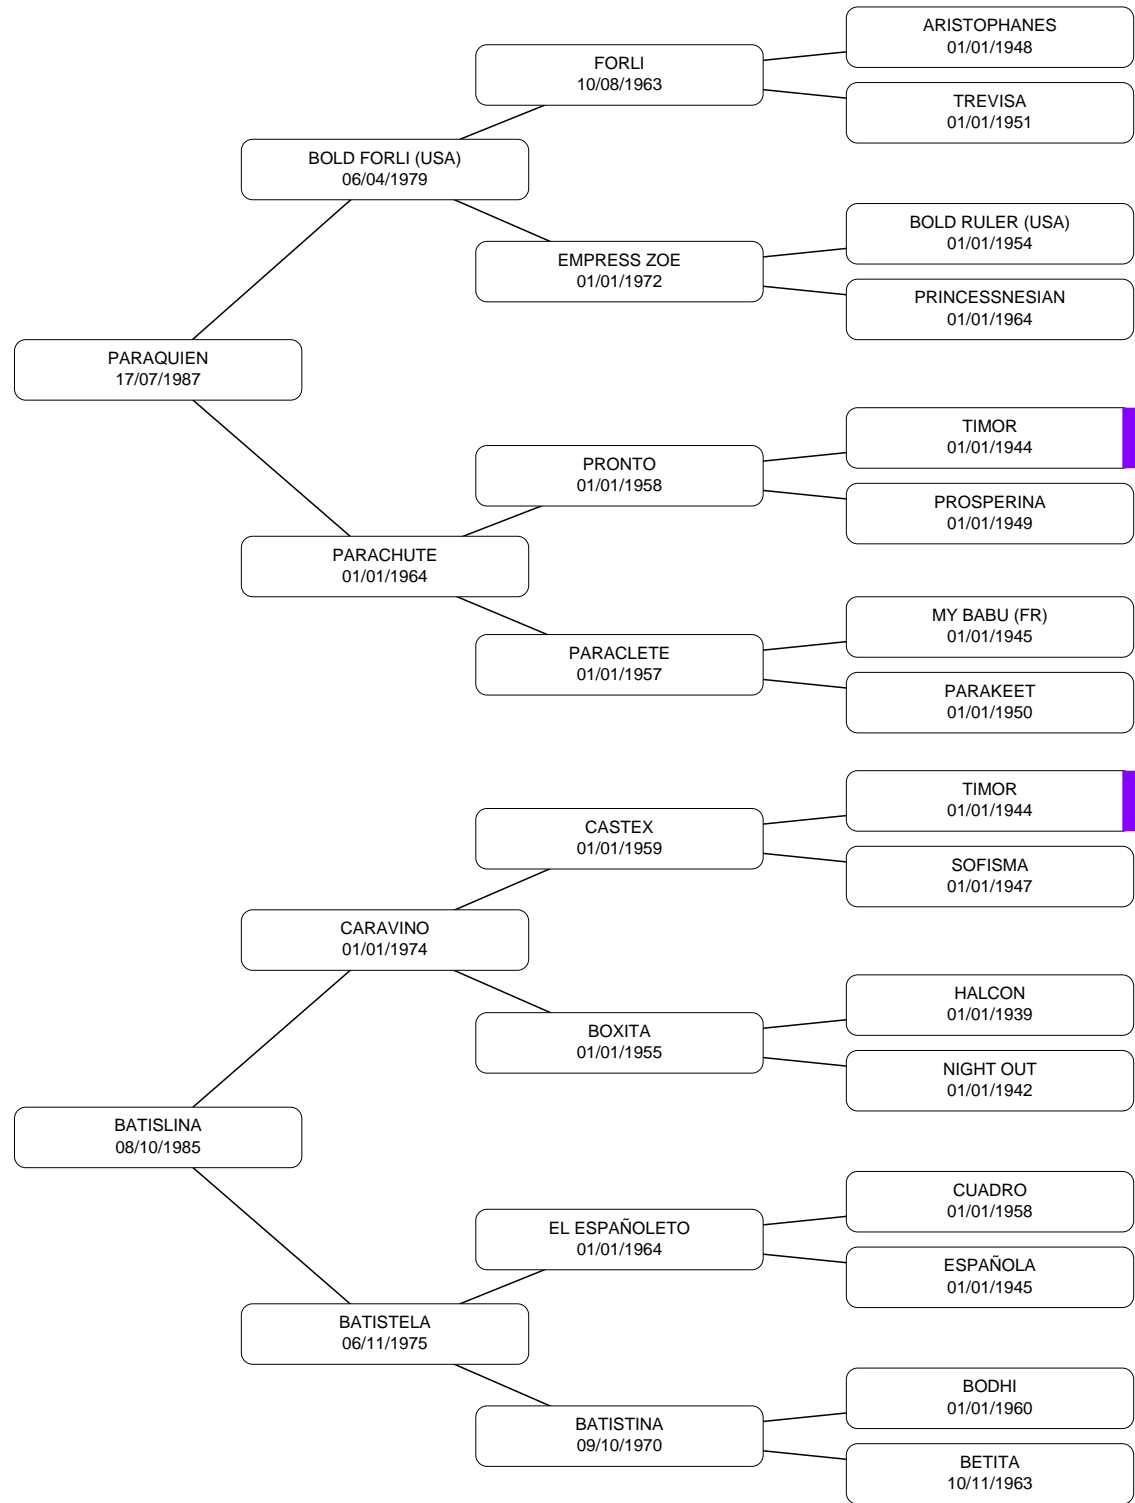 ARISTOPHANES
01/01/1948
FORLI
10/08/1963
TREVISA
01/01/1951
BOLD FORLI (USA)
06/04/1979
BOLD RULER (USA)
01/01/1954
EMPRESS ZOE
01/01/1972
PRINCESSNESIAN
01/01/1964
PARAQUIEN
17/07/1987
TIMOR
01/01/1944
PRONTO
01/01/1958
PROSPERINA
01/01/1949
PARACHUTE
01/01/1964
MY BABU (FR)
01/01/1945
PARACLETE
01/01/1957
PARAKEET
01/01/1950
TIMOR
01/01/1944
CASTEX
01/01/1959
SOFISMA
01/01/1947
CARAVINO
01/01/1974
HALCON
01/01/1939
BOXITA
01/01/1955
NIGHT OUT
01/01/1942
BATISLINA
08/10/1985
CUADRO
01/01/1958
EL ESPAÑOLETO
01/01/1964
ESPAÑOLA
01/01/1945
BATISTELA
06/11/1975
BODHI
01/01/1960
BATISTINA
09/10/1970
BETITA
10/11/1963